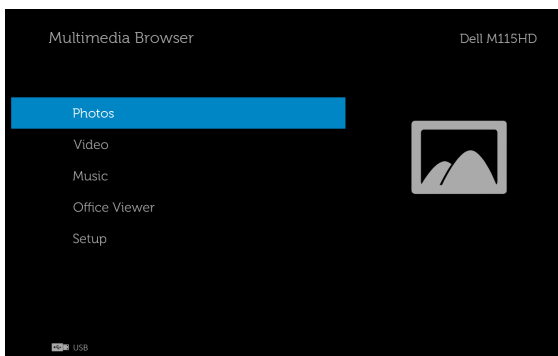 Multimedia Browser
Dell M115HD
Photos
Video
Music
Office Viewer
Setup
USB